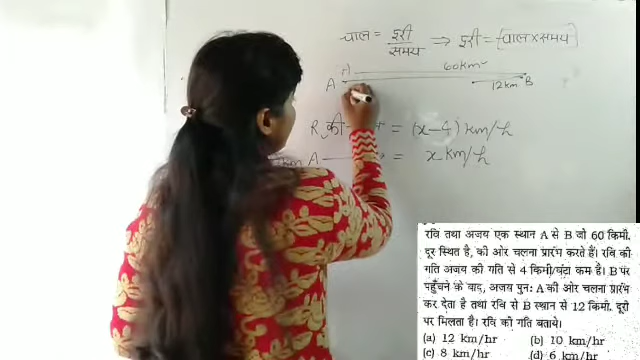 चाल = दूरी/समय ⇒ दूरी = चाल×समय
A 60km
A 12km B
R की = (x-4) km/h
A = x km/h
रवि तथा अजय एक स्थान A से B जो 60 किमी.
दूर स्थित है, की ओर चलना प्रारंभ करते हैं। रवि की
गति अजय की गति से 4 किमी/घंटा कम है। B पर
पहुँचने के बाद, अजय पुनः A की ओर चलना प्रारंभ
कर देता है तथा रवि से B स्थान से 12 किमी. दूरी
पर मिलता है। रवि की गति बताये।
(a) 12 km/hr (b) 10 km/hr
(c) 8 km/hr (d) 6 km/hr